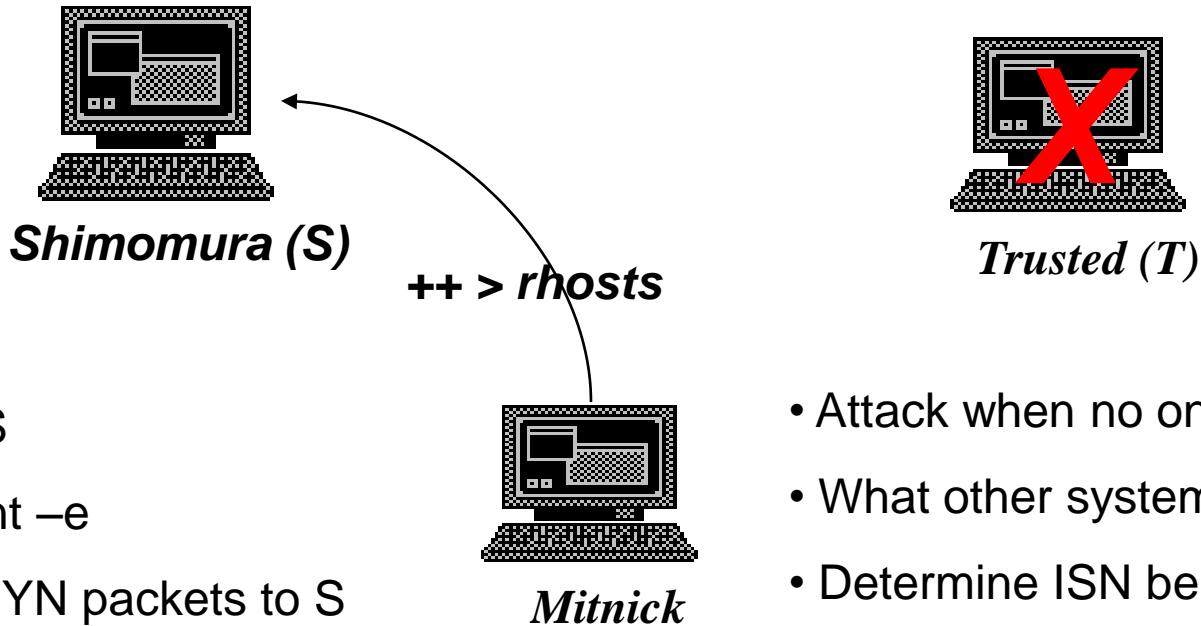 Shimomura (S)
Trusted (T)
++ > rhosts
S
nt –e
YN packets to S
Mitnick
• Attack when no on
• What other system
• Determine ISN be
X